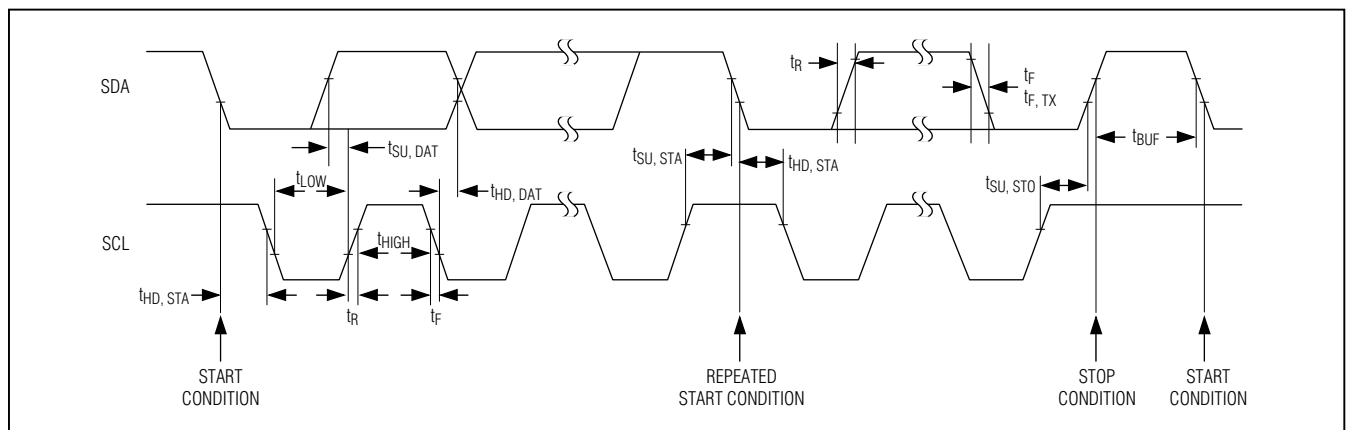 SDA
tR
tF
tF, TX
tSU, DAT
tSU, STA
tHD, STA
tBUF
tLOW
tHD, DAT
tSU, STO
SCL
tHIGH
tHD, STA
tR
tF
START
CONDITION
REPEATED
START CONDITION
STOP
CONDITION
START
CONDITION